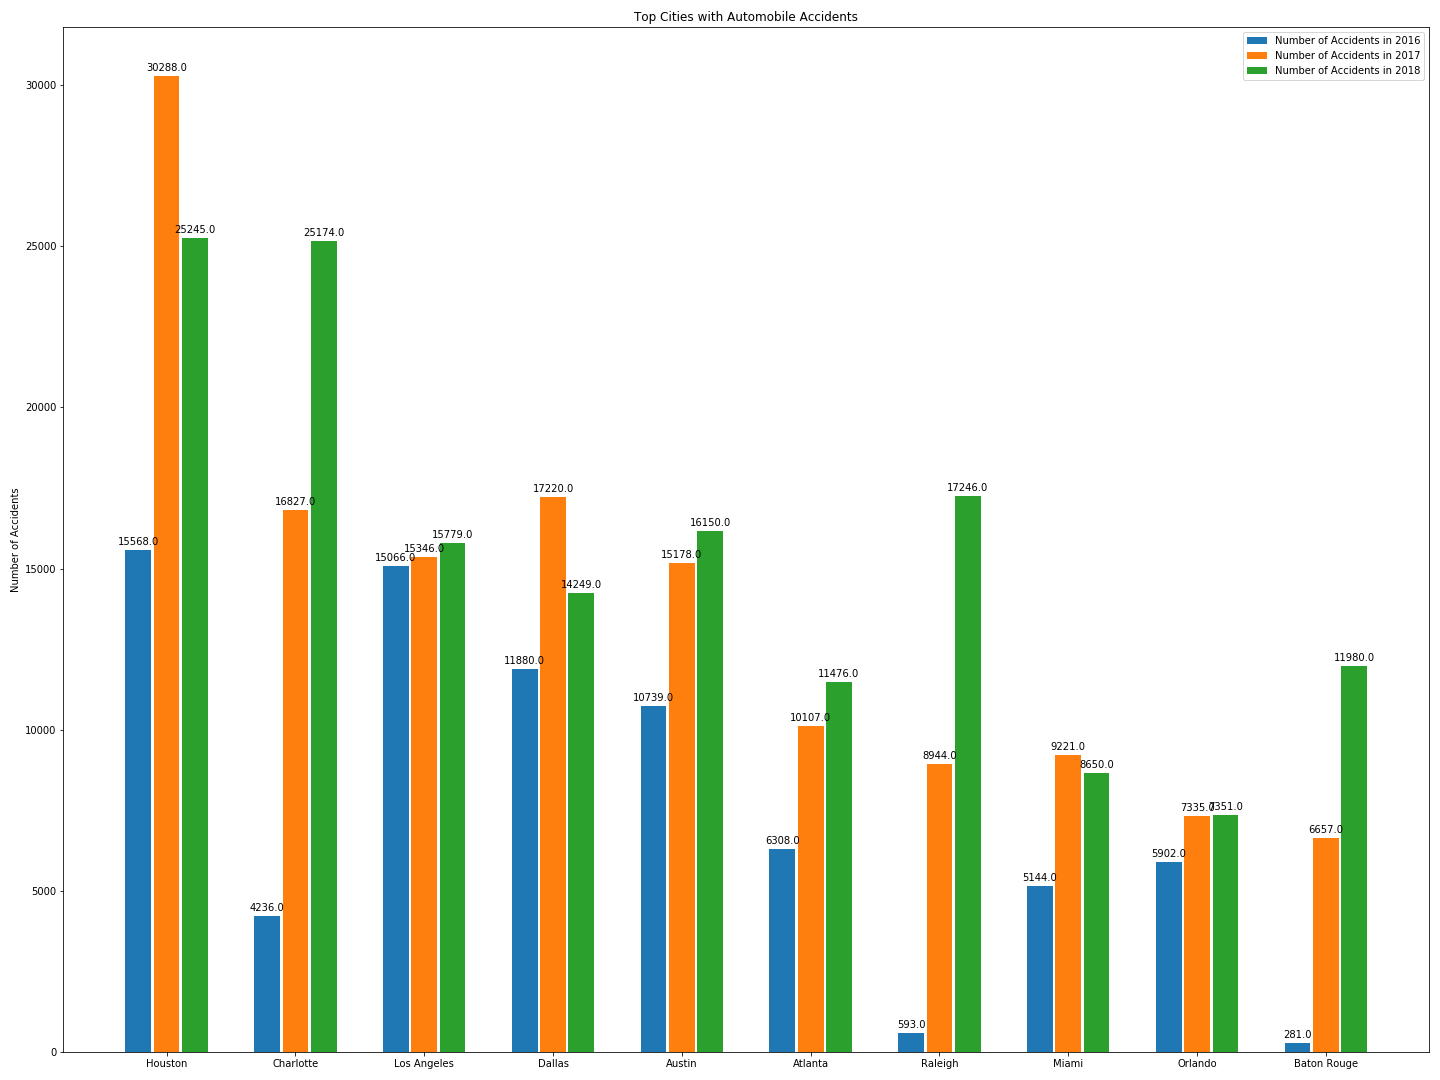 Top Cities with Automobile Accidents
Number of Accidents in 2016
Number of Accidents in 2017
Number of Accidents in 2018
Number of Accidents
30000
25000
20000
15000
10000
5000
0
15568.0
30288.0
25245.0
4236.0
16827.0
25174.0
15066.0
15346.0
15779.0
11880.0
17220.0
14249.0
10739.0
15178.0
16150.0
6308.0
10107.0
11476.0
593.0
8944.0
17246.0
5144.0
9221.0
8650.0
5902.0
7335.0
7351.0
281.0
6657.0
11980.0
Houston
Charlotte
Los Angeles
Dallas
Austin
Atlanta
Raleigh
Miami
Orlando
Baton Rouge